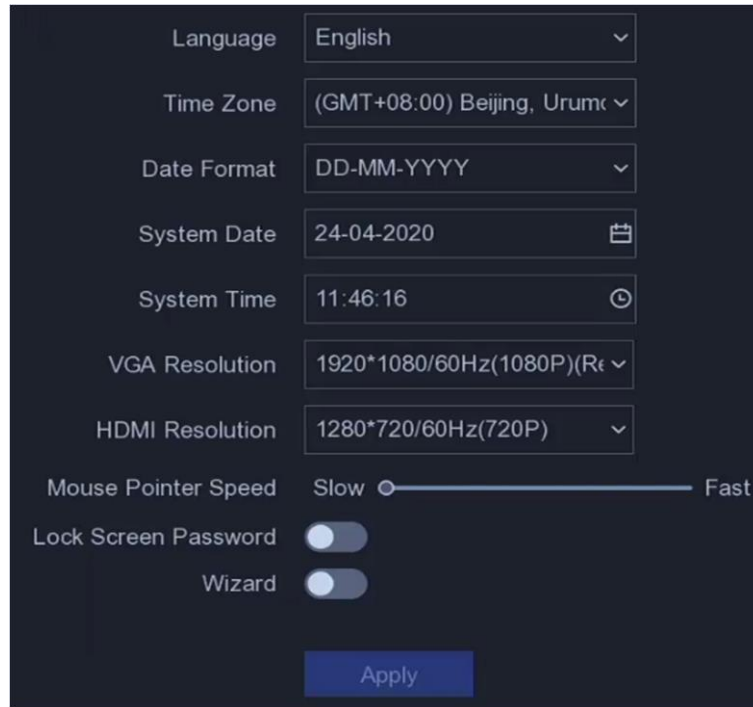 Language English
Time Zone (GMT+08:00) Beijing,
Date Format DD-MM-YYYY
System Date 24-04-2020
System Time 11:46:16
VGA Resolution 1920*1080/60Hz(1080P)
HDMI Resolution 1280*720/60Hz(720P)
Mouse Pointer Speed Slow Fast
Lock Screen Password
Wizard
Apply